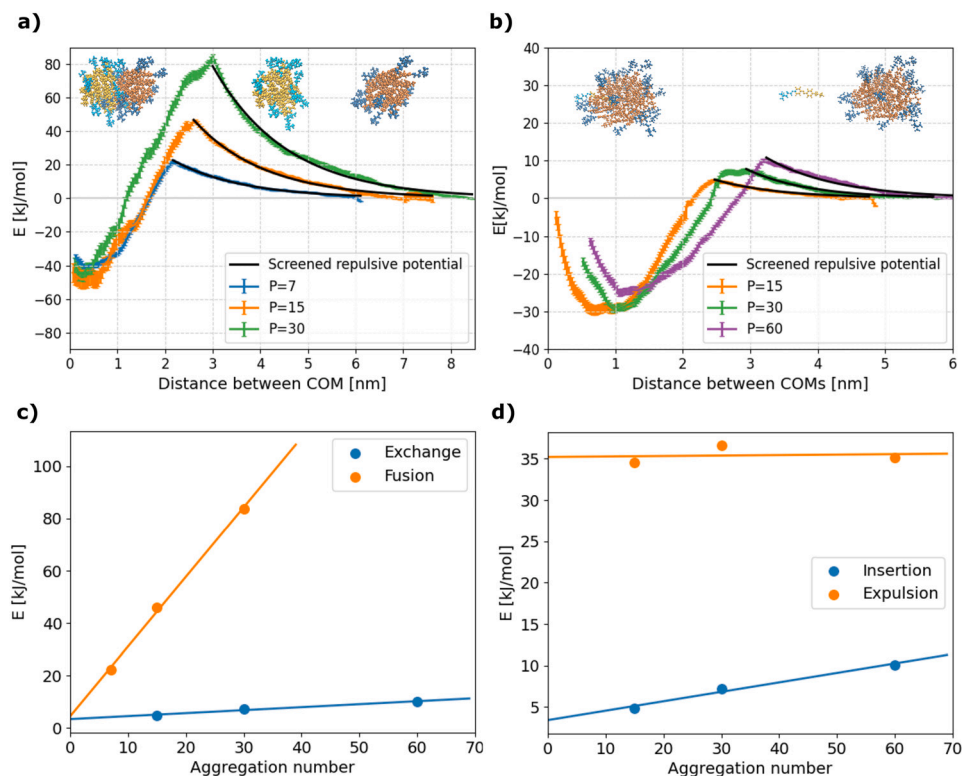 a)
E [kJ/mol]
80
60
40
20
0
−20
−40
−60
−80
Screened repulsive potential
P=7
P=15
P=30
0 1 2 3 4 5 6 7 8
Distance between COM [nm]
b)
E[kJ/mol]
40
30
20
10
0
−10
−20
−30
−40
Screened repulsive potential
P=15
P=30
P=60
0 1 2 3 4 5 6
Distance between COMs [nm]
c)
E [kJ/mol]
100
80
60
40
20
0
Exchange
Fusion
0 10 20 30 40 50 60 70
Aggregation number
d)
E [kJ/mol]
35
30
25
20
15
10
5
Insertion
Expulsion
0 10 20 30 40 50 60 70
Aggregation number